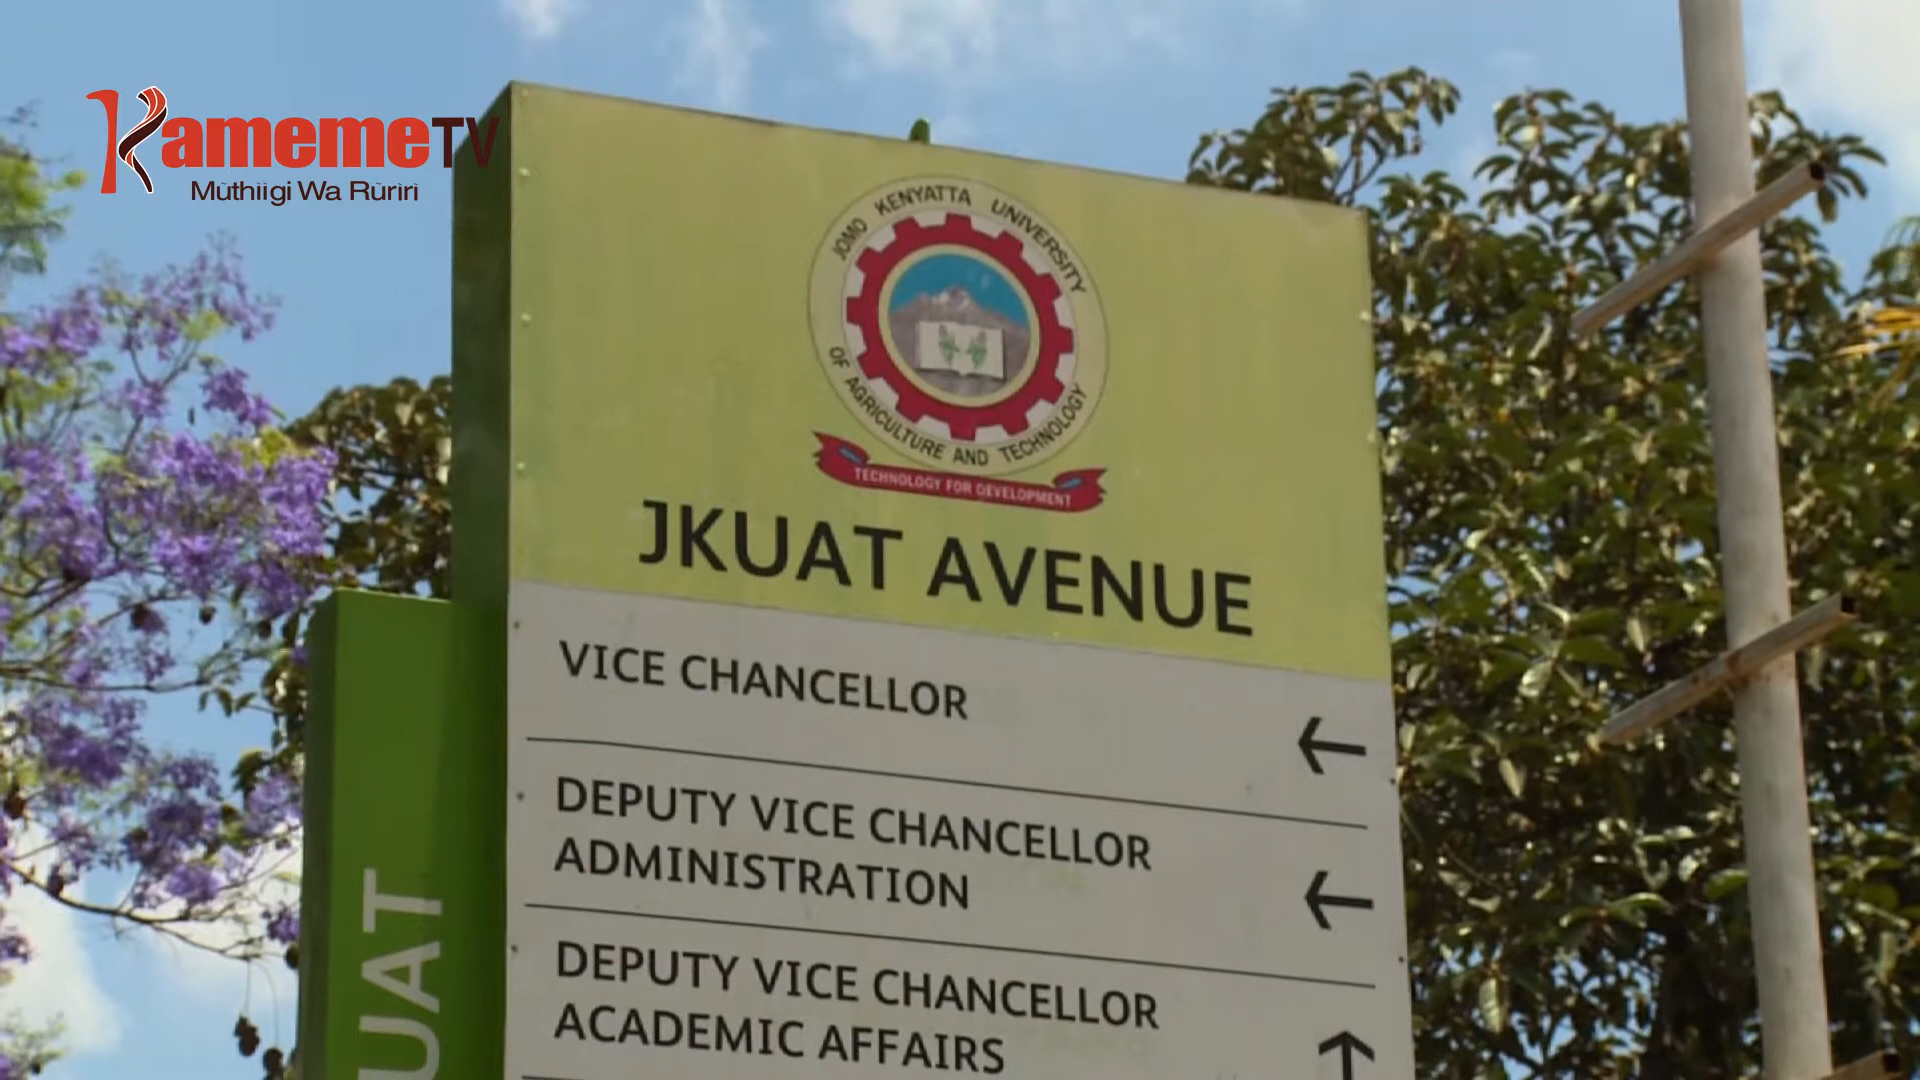 KamemeTV
Mũthiigi Wa Rũrĩrĩ
JOMO KENYATTA UNIVERSITY
OF AGRICULTURE AND TECHNOLOGY
TECHNOLOGY FOR DEVELOPMENT
JKUAT AVENUE
VICE CHANCELLOR ←
DEPUTY VICE CHANCELLOR
ADMINISTRATION ←
DEPUTY VICE CHANCELLOR
ACADEMIC AFFAIRS ↑
UAT